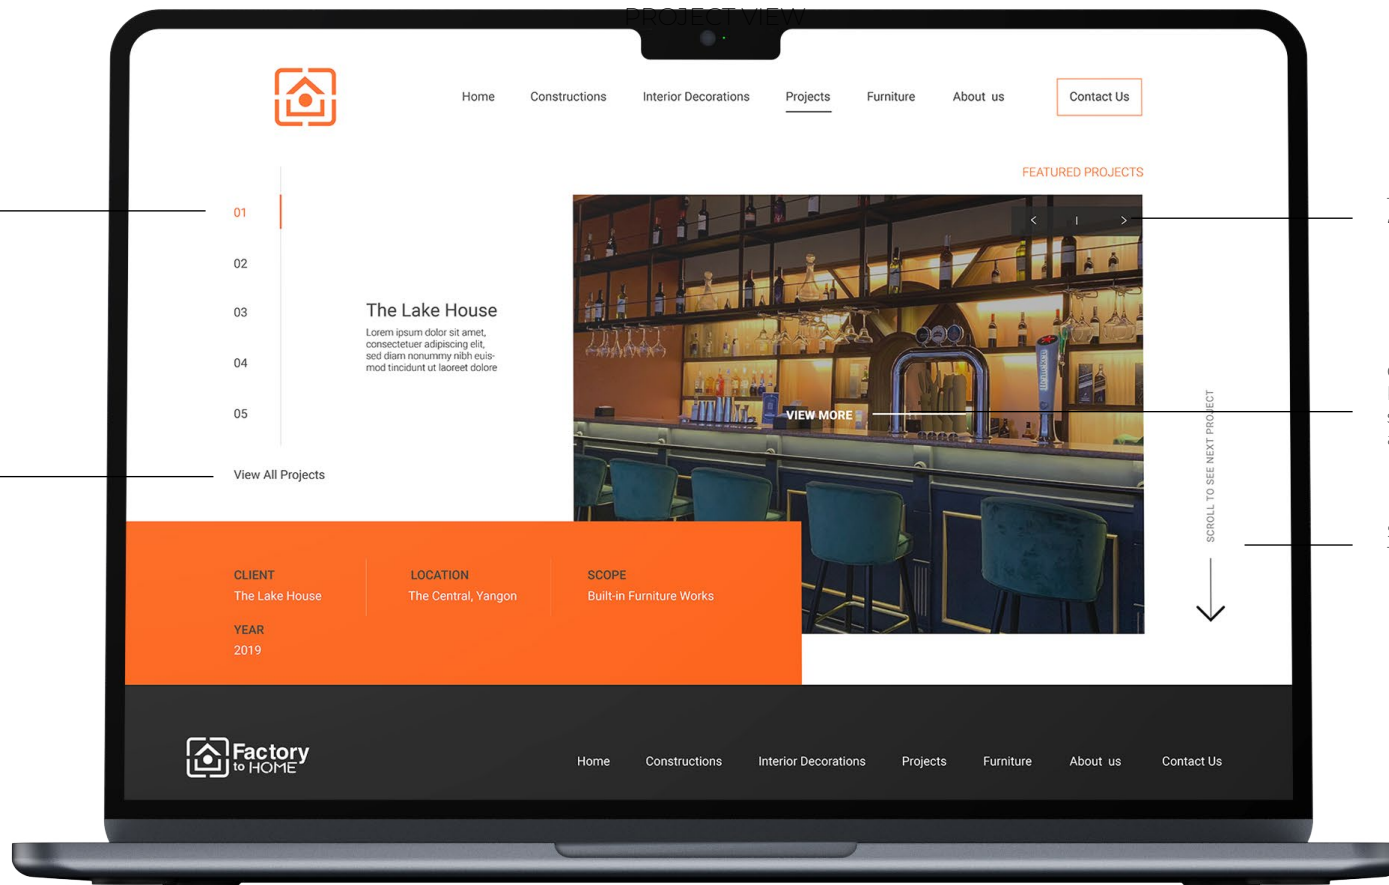 PROJECT VIEW
Home Constructions Interior Decorations Projects Furniture About us Contact Us
FEATURED PROJECTS
01
02
03
04
05
View All Projects
The Lake House
Lorem ipsum dolor sit amet,
consectetuer adipiscing elit,
sed diam nonummy nibh euis-
mod tincidunt ut laoreet dolore
VIEW MORE
SCROLL TO SEE NEXT PROJECT
CLIENT
The Lake House
LOCATION
The Central, Yangon
SCOPE
Built-in Furniture Works
YEAR
2019
Factory
to HOME
Home Constructions Interior Decorations Projects Furniture About us Contact Us